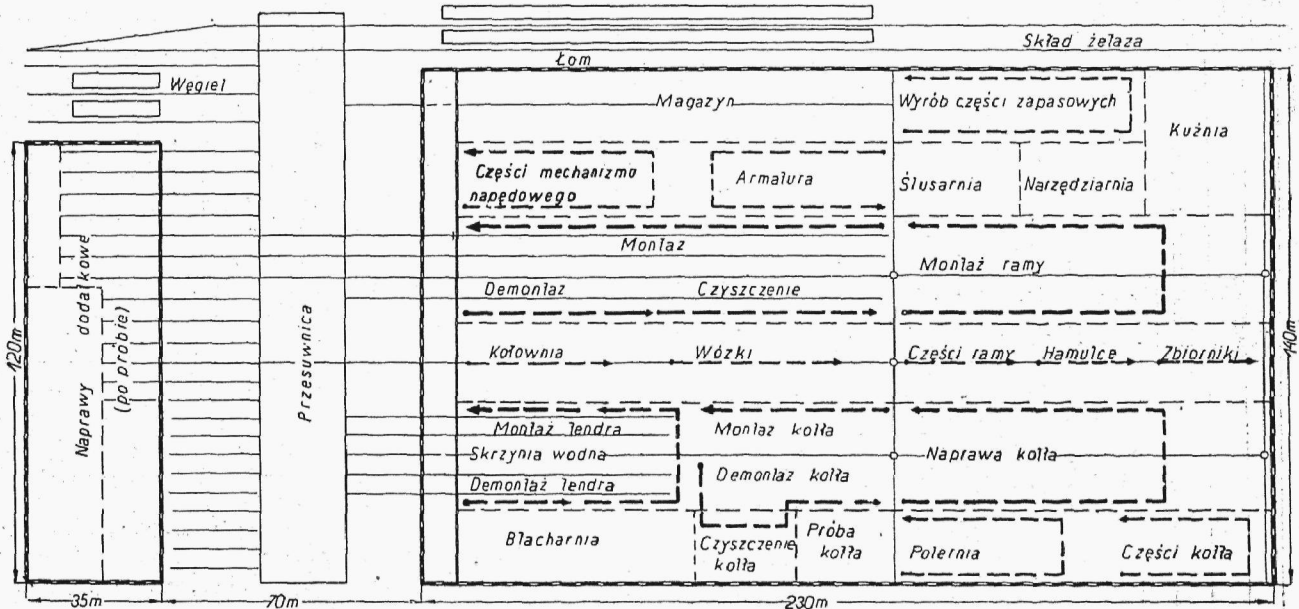 Skład żelaza
Łom
Węgiel
Magazyn
Wyrób części zapasowych
Kuźnia
Części mechanizmu
napędowego
Armatura
Ślusarnia
Narzędziarnia
Montaż
Montaż ramy
Demontaż
Czyszczenie
Naprawy dodatkowe
(po próbie)
Przesuwnica
120m
140m
Kołownia
Wózki
Części ramy
Hamulce
Zbiorniki
Montaż tendra
Montaż kotła
Skrzynia wodna
Naprawa kotła
Demontaż kotła
Demontaż tendra
Blacharnia
Czyszczenie
kotła
Próba
kotła
Polernia
Części kotła
35m
70m
230m